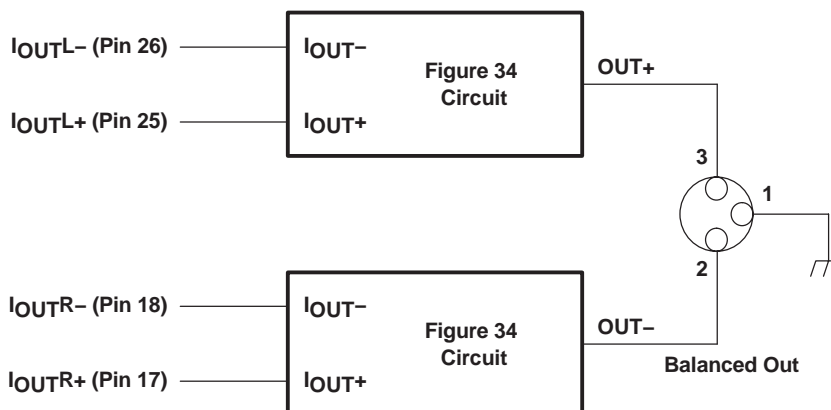 IOUTL− (Pin 26)
IOUT−
Figure 34
Circuit
OUT+
IOUTL+ (Pin 25)
IOUT+
3
1
2
IOUTR− (Pin 18)
IOUT−
Figure 34
Circuit
OUT−
Balanced Out
IOUTR+ (Pin 17)
IOUT+